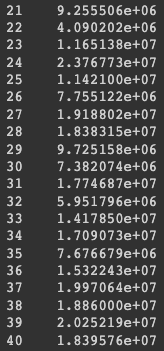 21 9.255506e+06
22 4.090202e+06
23 1.165138e+07
24 2.376773e+07
25 1.142100e+07
26 7.755122e+06
27 1.918802e+07
28 1.838315e+07
29 9.725158e+06
30 7.382074e+06
31 1.774687e+07
32 5.951796e+06
33 1.417850e+07
34 1.709073e+07
35 7.676679e+06
36 1.532243e+07
37 1.997064e+07
38 1.886000e+07
39 2.025219e+07
40 1.839576e+07